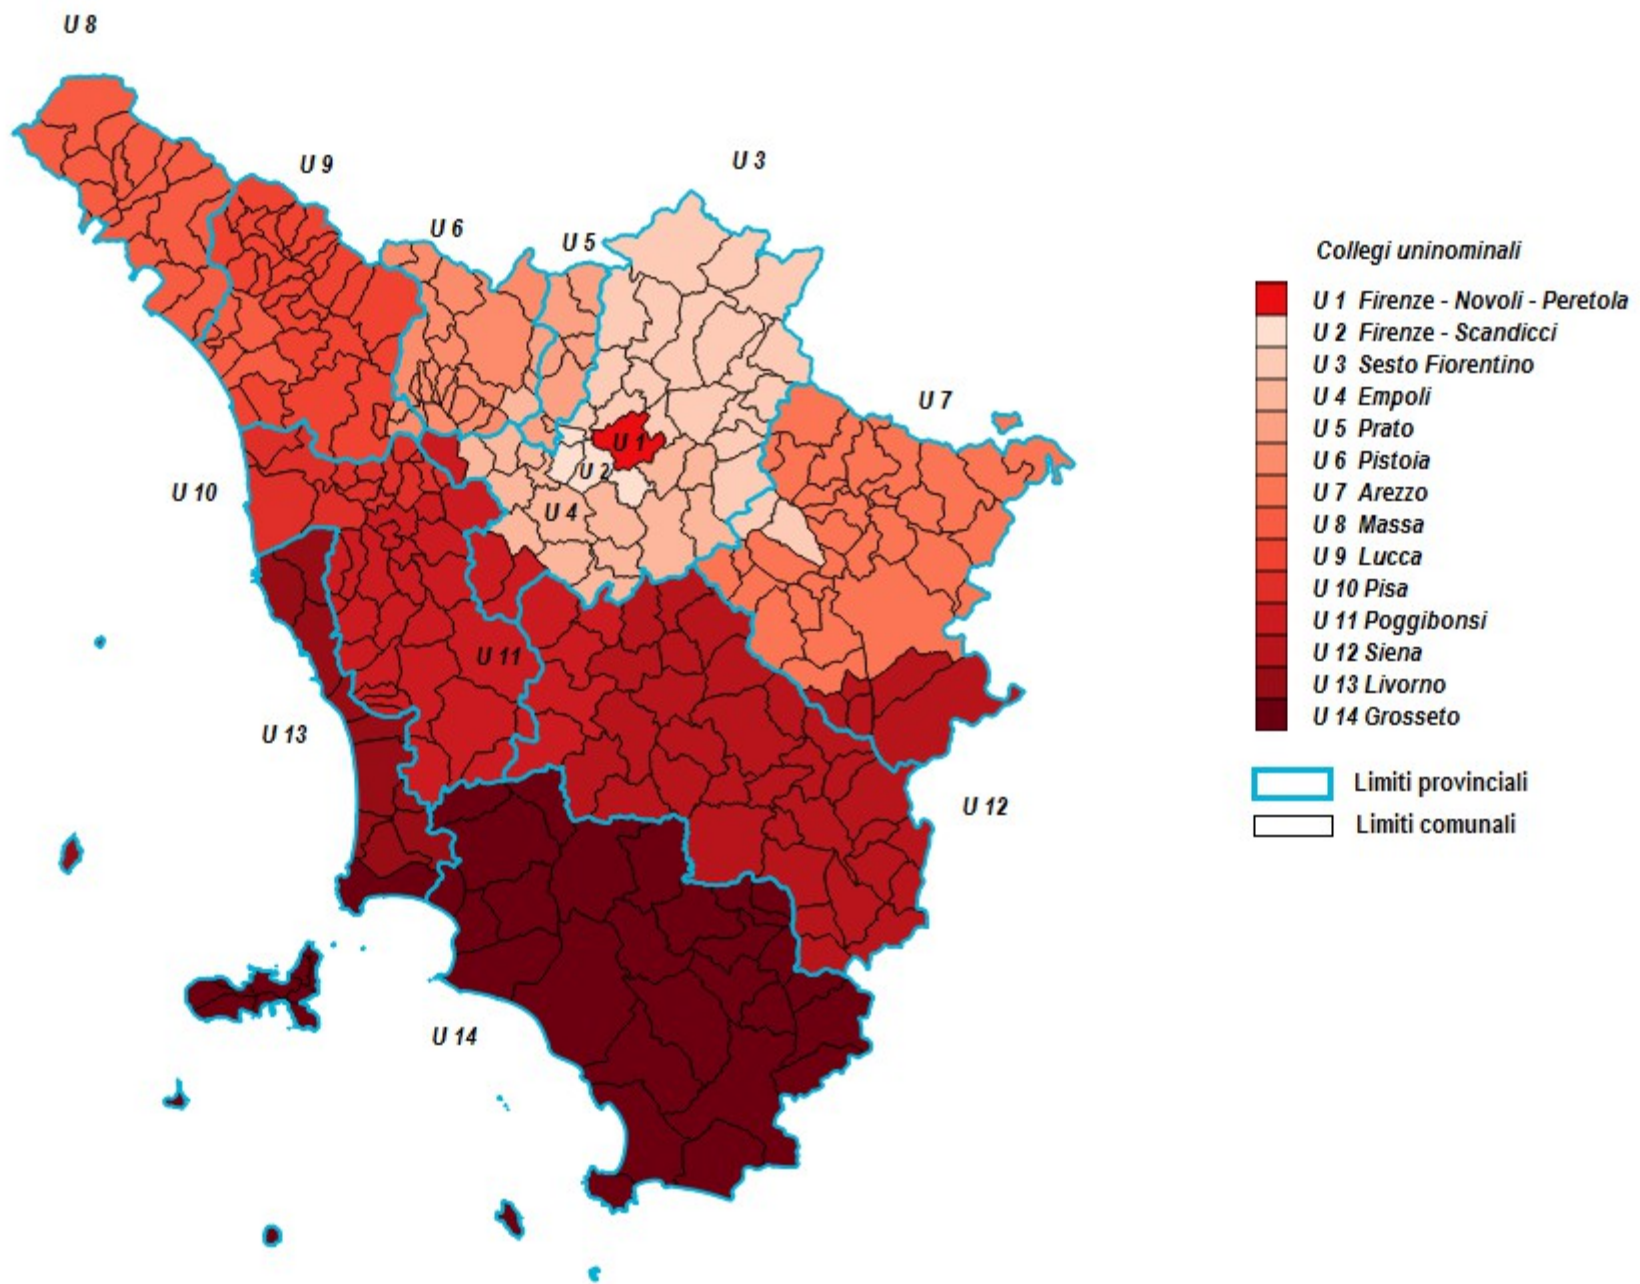 U 8
U 9
U 3
U 6
U 5
U 7
U 1
U 2
U 10
U 4
U 11
U 13
U 12
U 14
Collegi uninominali
U 1 Firenze - Novoli - Peretola
U 2 Firenze - Scandicci
U 3 Sesto Fiorentino
U 4 Empoli
U 5 Prato
U 6 Pistoia
U 7 Arezzo
U 8 Massa
U 9 Lucca
U 10 Pisa
U 11 Poggibonsi
U 12 Siena
U 13 Livorno
U 14 Grosseto
Limiti provinciali
Limiti comunali